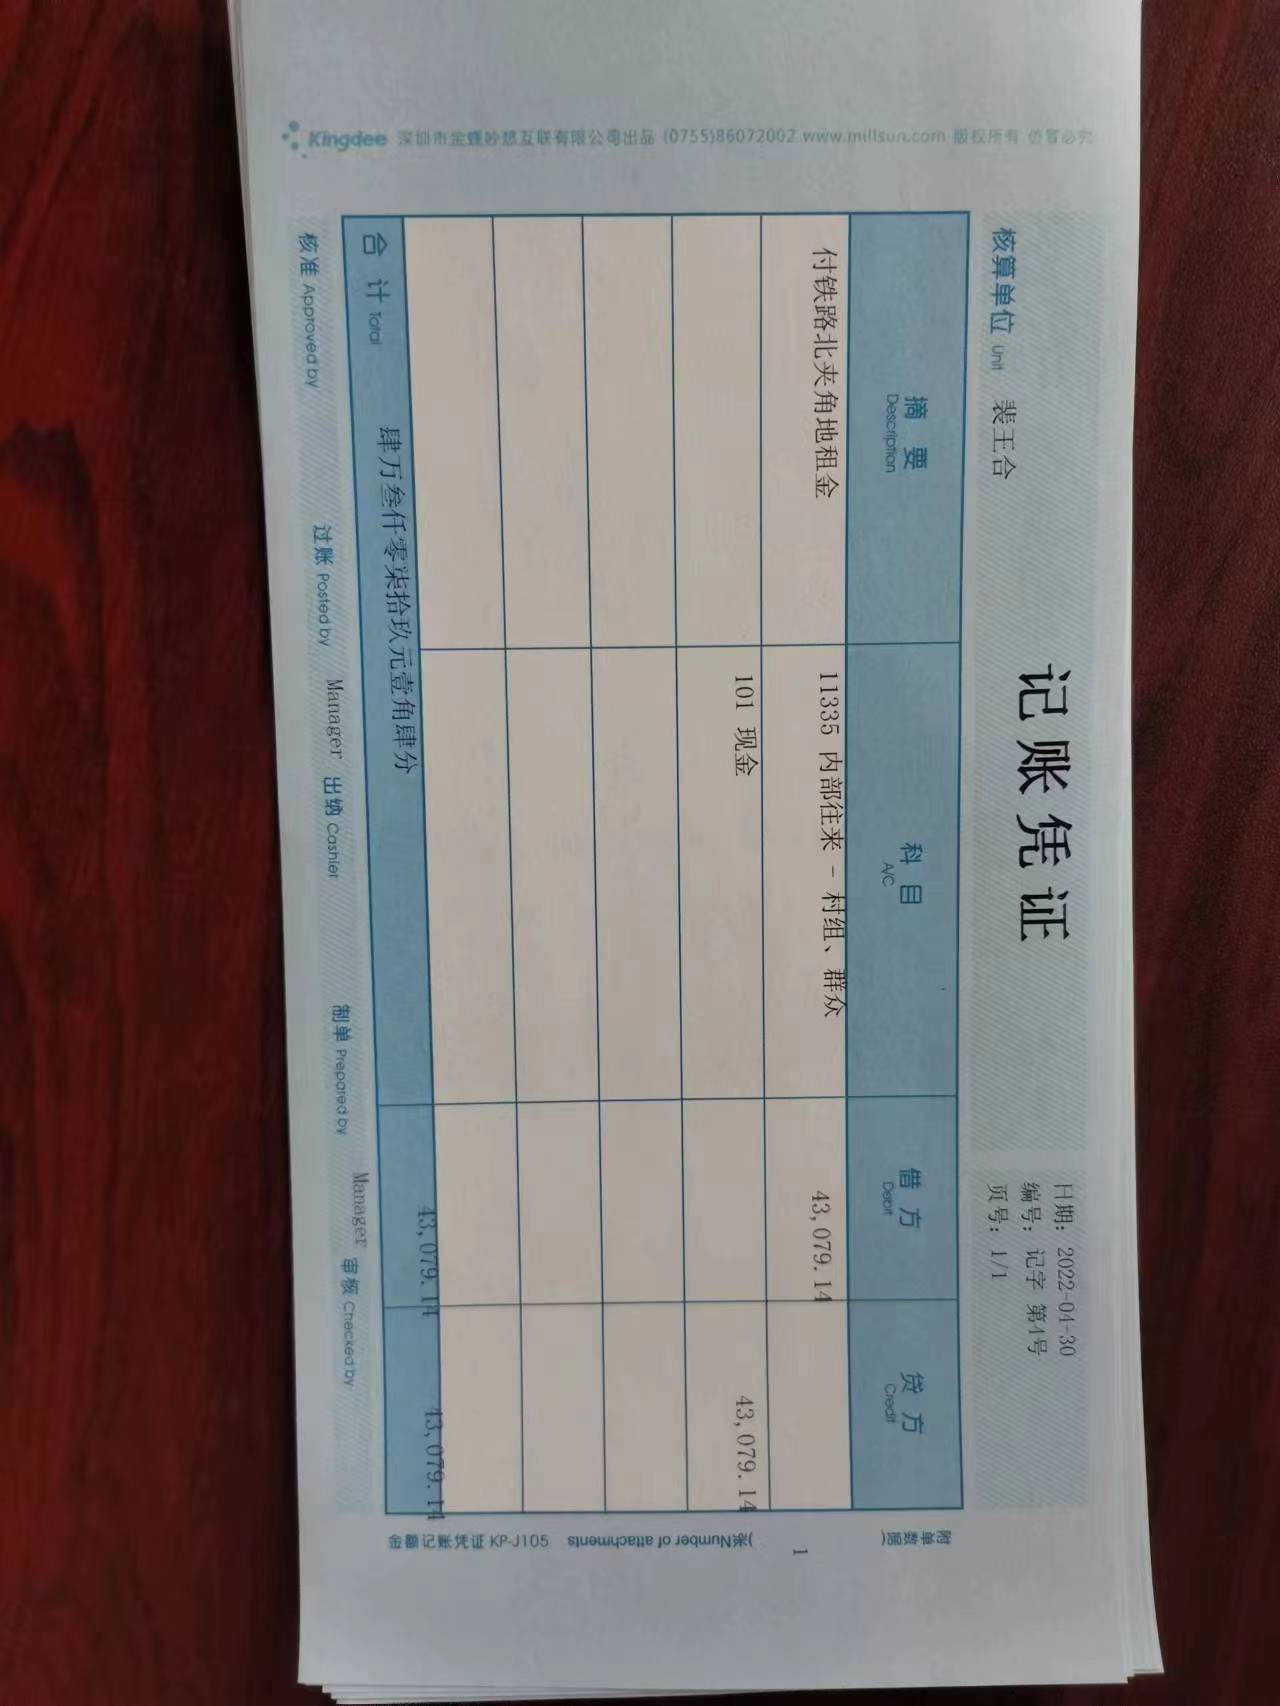 记账凭证
日期: 2022-04-30
编号: 记字 第4号
页号: 1/1
核算单位 Unit 裴王合
摘要 Description 科目 A/C 借方 Debit 贷方 Credit
付铁路北夹角地租金 11335 内部往来 - 村组、群众 43,079.14
101 现金 43,079.14
合计 Total 肆万叁仟零柒拾玖元壹角肆分 43,079.14 43,079.14
核准 Approved by 过账 Posted by Manager 出纳 Cashier 制单 Prepared by Manager 审核 Checked by
附单数据( 1 )张 Number of attachments
金蝶记账凭证 KP-J105
Kingdee 深圳市金蝶妙想互联有限公司出品 (0755)86072002 www.millsun.com 版权所有 仿冒必究